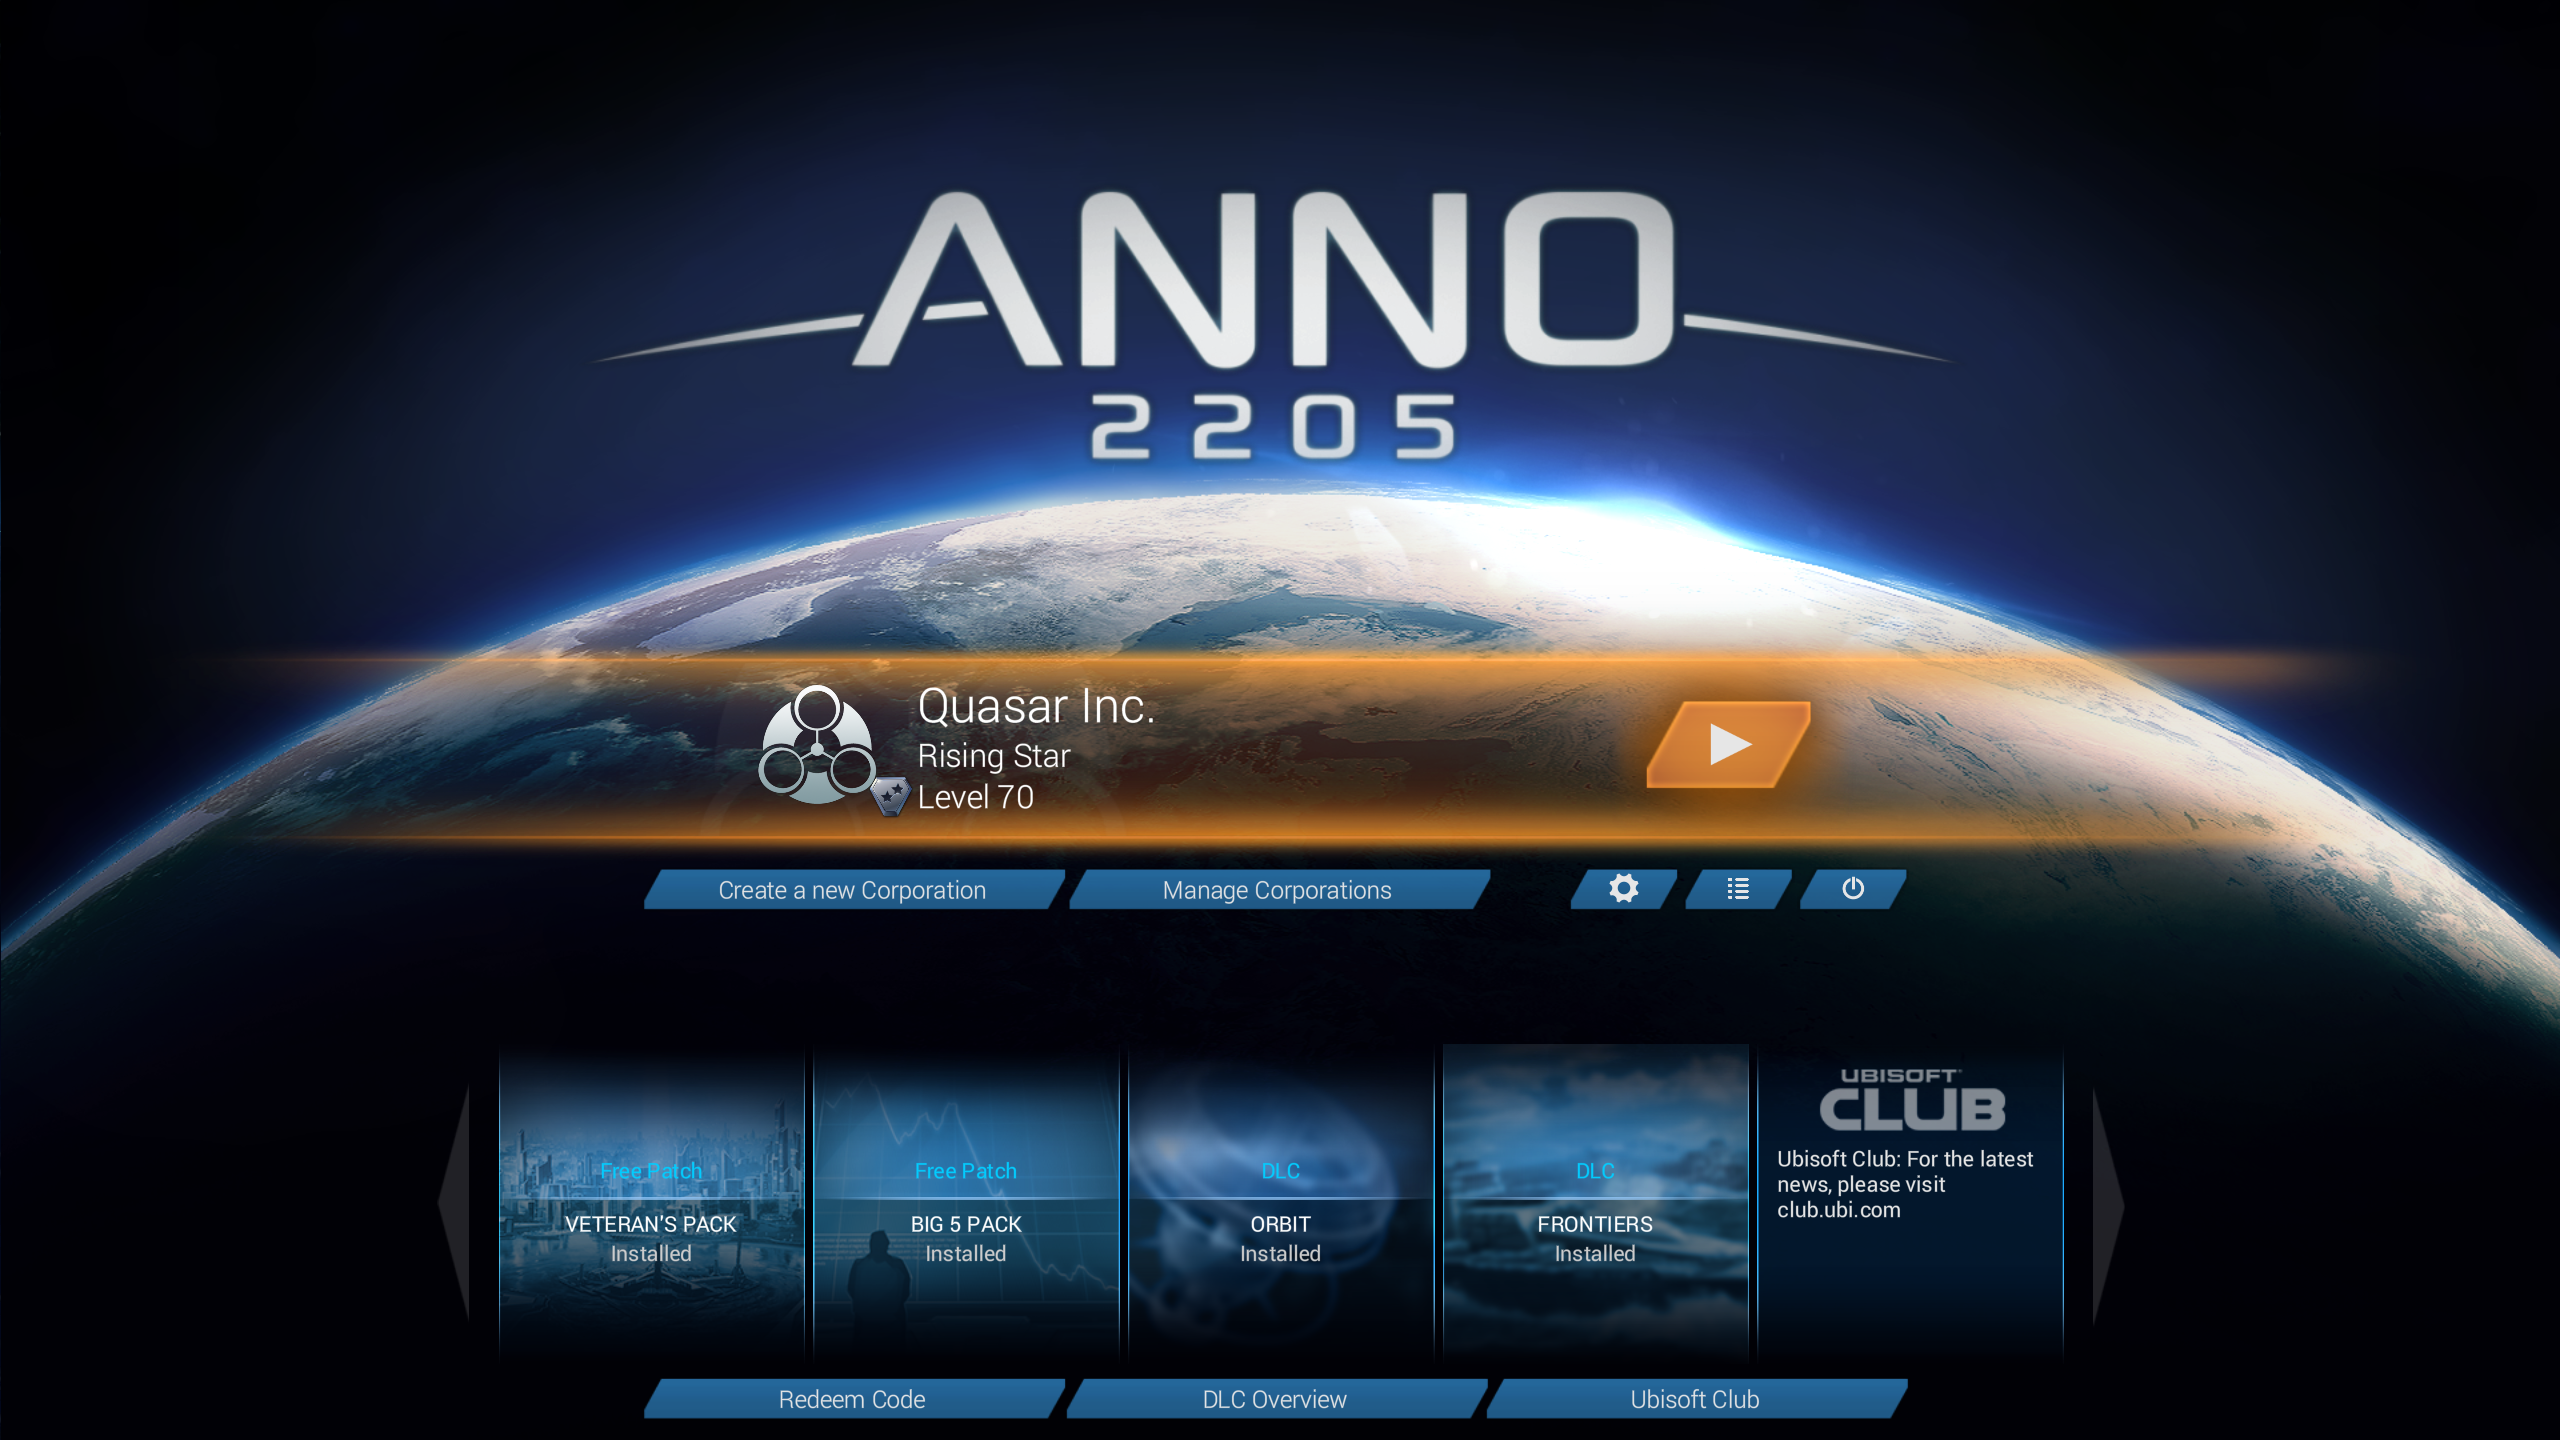 ANNO
2205
Quasar Inc.
Rising Star
Level 70
Create a new Corporation
Manage Corporations
Free Patch
VETERAN'S PACK
Installed
Free Patch
BIG 5 PACK
Installed
DLC
ORBIT
Installed
DLC
FRONTIERS
Installed
UBISOFT
CLUB
Ubisoft Club: For the latest
news, please visit
club.ubi.com
Redeem Code
DLC Overview
Ubisoft Club